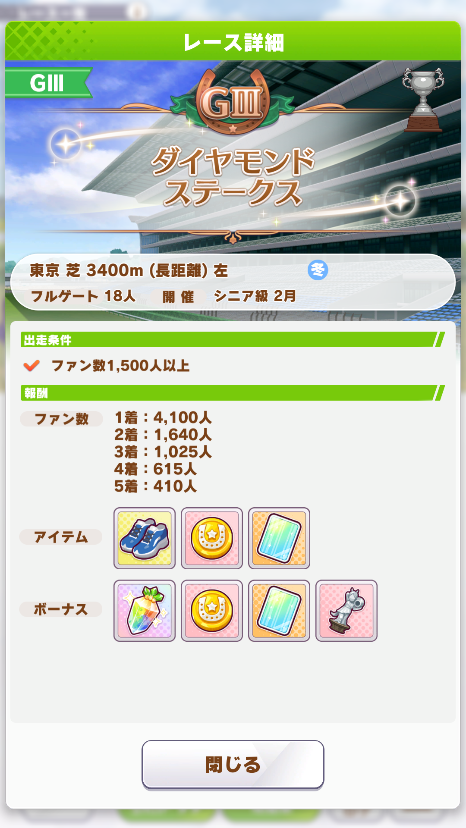 レース詳細
GⅢ
GⅢ
ダイヤモンド
ステークス
東京 芝 3400m (長距離) 左
冬
フルゲート 18人 開催 シニア級 2月
出走条件
ファン数1,500人以上
報酬
ファン数
1着：4,100人
2着：1,640人
3着：1,025人
4着：615人
5着：410人
アイテム
ボーナス
閉じる